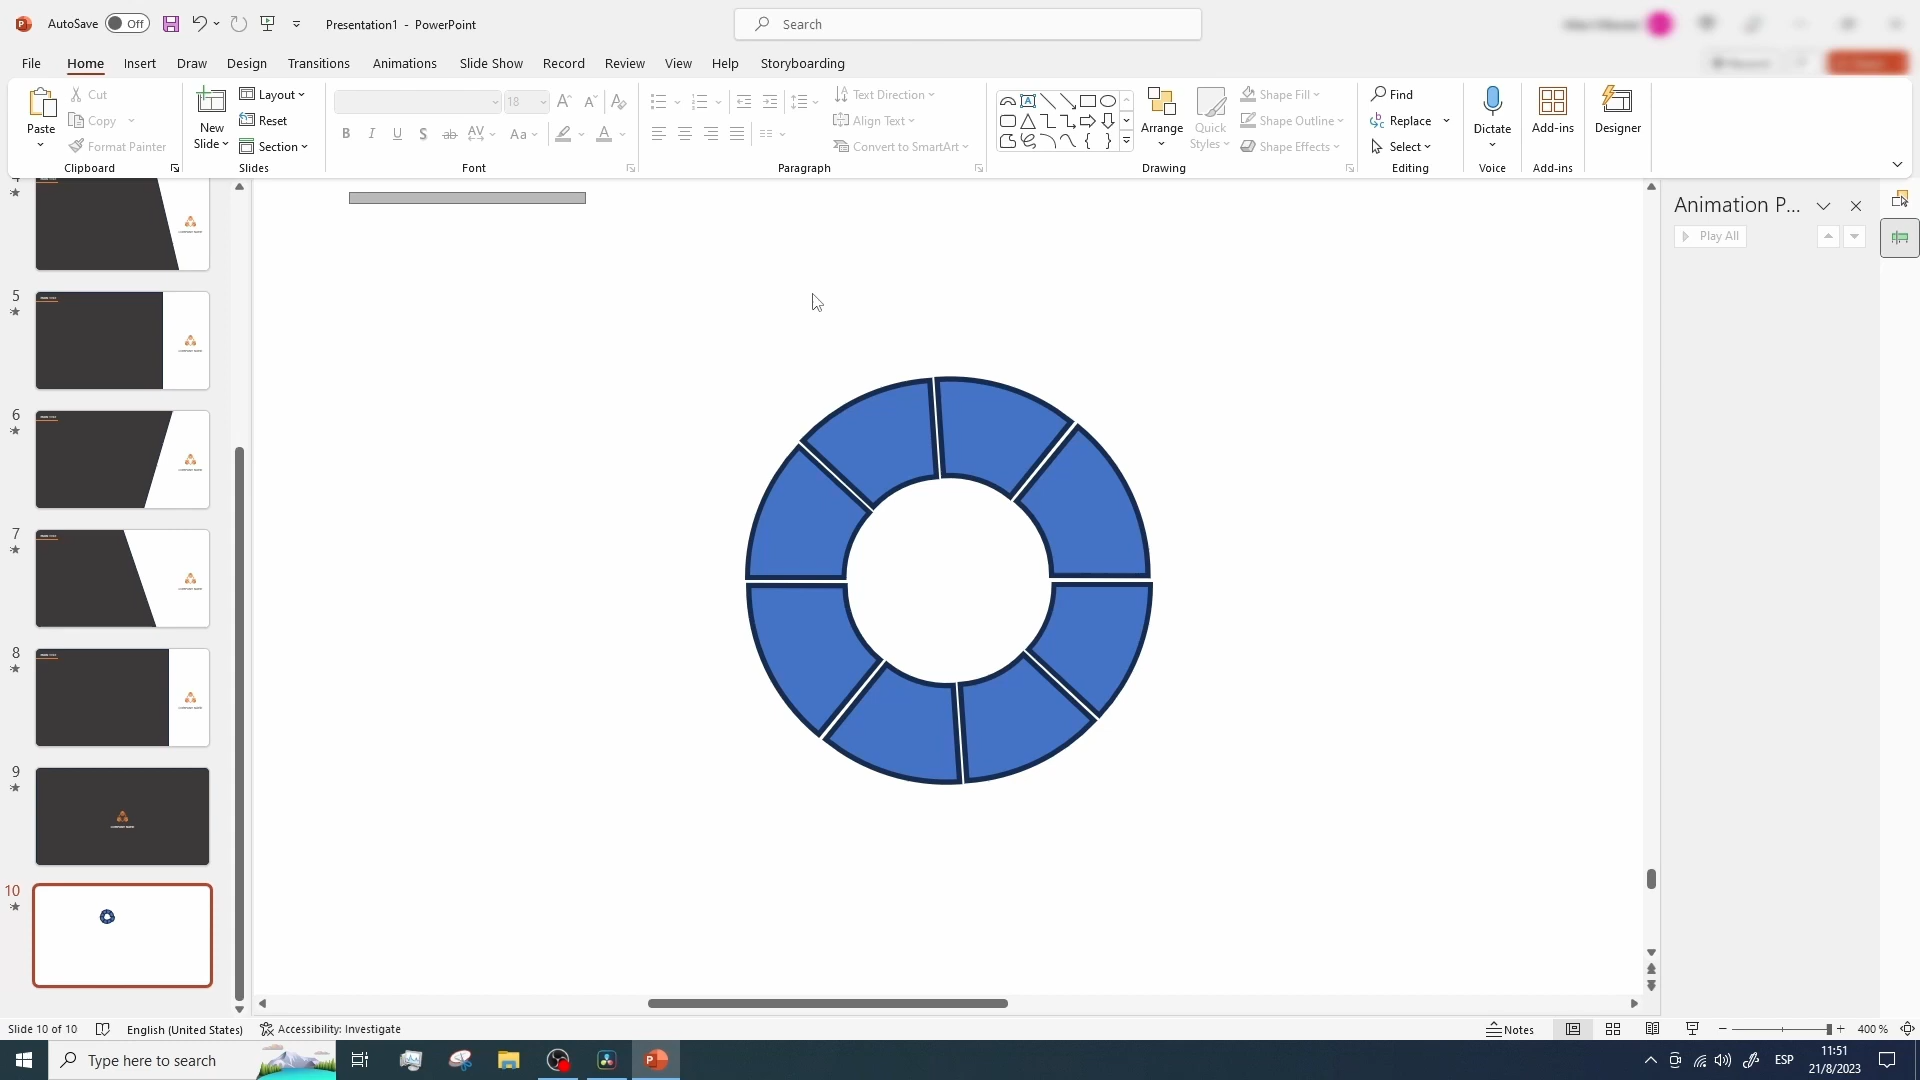 AutoSave Off Presentation1 - PowerPoint Search
File Home Insert Draw Design Transitions Animations Slide Show Record Review View Help Storyboarding
Paste Cut Copy Format Painter Clipboard
New Slide Layout Reset Section Slides
18
Font
Text Direction
Align Text
Convert to SmartArt
Paragraph
Arrange Quick Styles
Shape Fill
Shape Outline
Shape Effects
Drawing
Find
Replace
Select
Editing
Dictate
Voice
Add-ins
Add-ins
Designer
4
5
6
7
8
9
10
Animation P...
Play All
Slide 10 of 10 English (United States) Accessibility: Investigate Notes 400 %
Type here to search ESP 11:51
21/8/2023